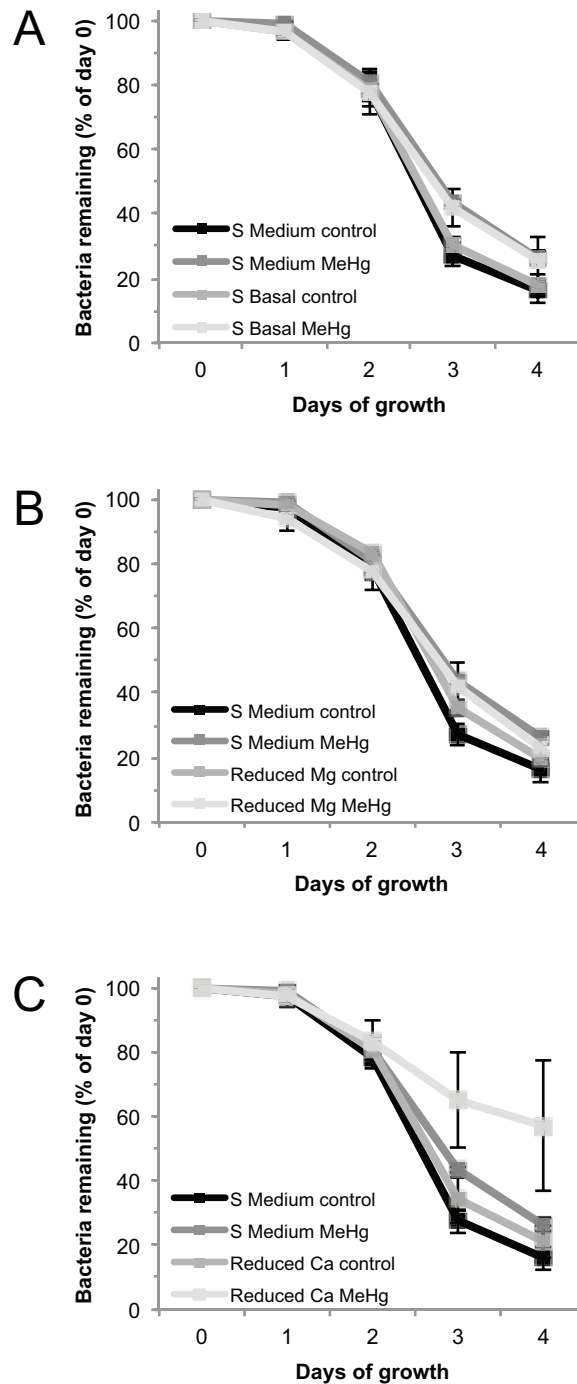 A
Bacteria remaining (% of day 0)
100
80
60
40
20
0
S Medium control
S Medium MeHg
S Basal control
S Basal MeHg
0 1 2 3 4
Days of growth
B
Bacteria remaining (% of day 0)
100
80
60
40
20
0
S Medium control
S Medium MeHg
Reduced Mg control
Reduced Mg MeHg
0 1 2 3 4
Days of growth
C
Bacteria remaining (% of day 0)
100
80
60
40
20
0
S Medium control
S Medium MeHg
Reduced Ca control
Reduced Ca MeHg
0 1 2 3 4
Days of growth